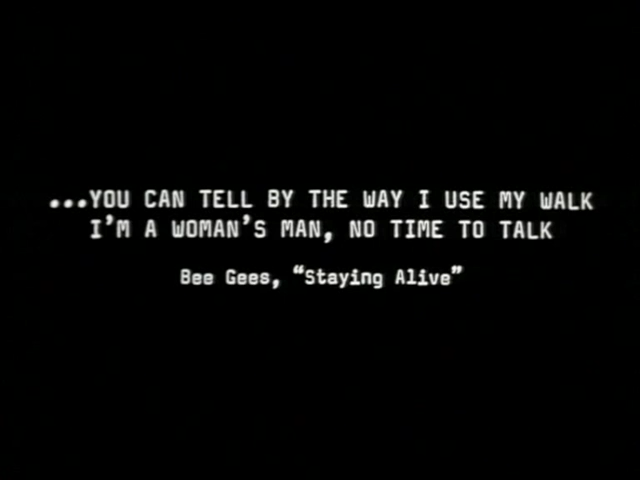 ...YOU CAN TELL BY THE WAY I USE MY WALK
I'M A WOMAN'S MAN, NO TIME TO TALK
Bee Gees, "Staying Alive"